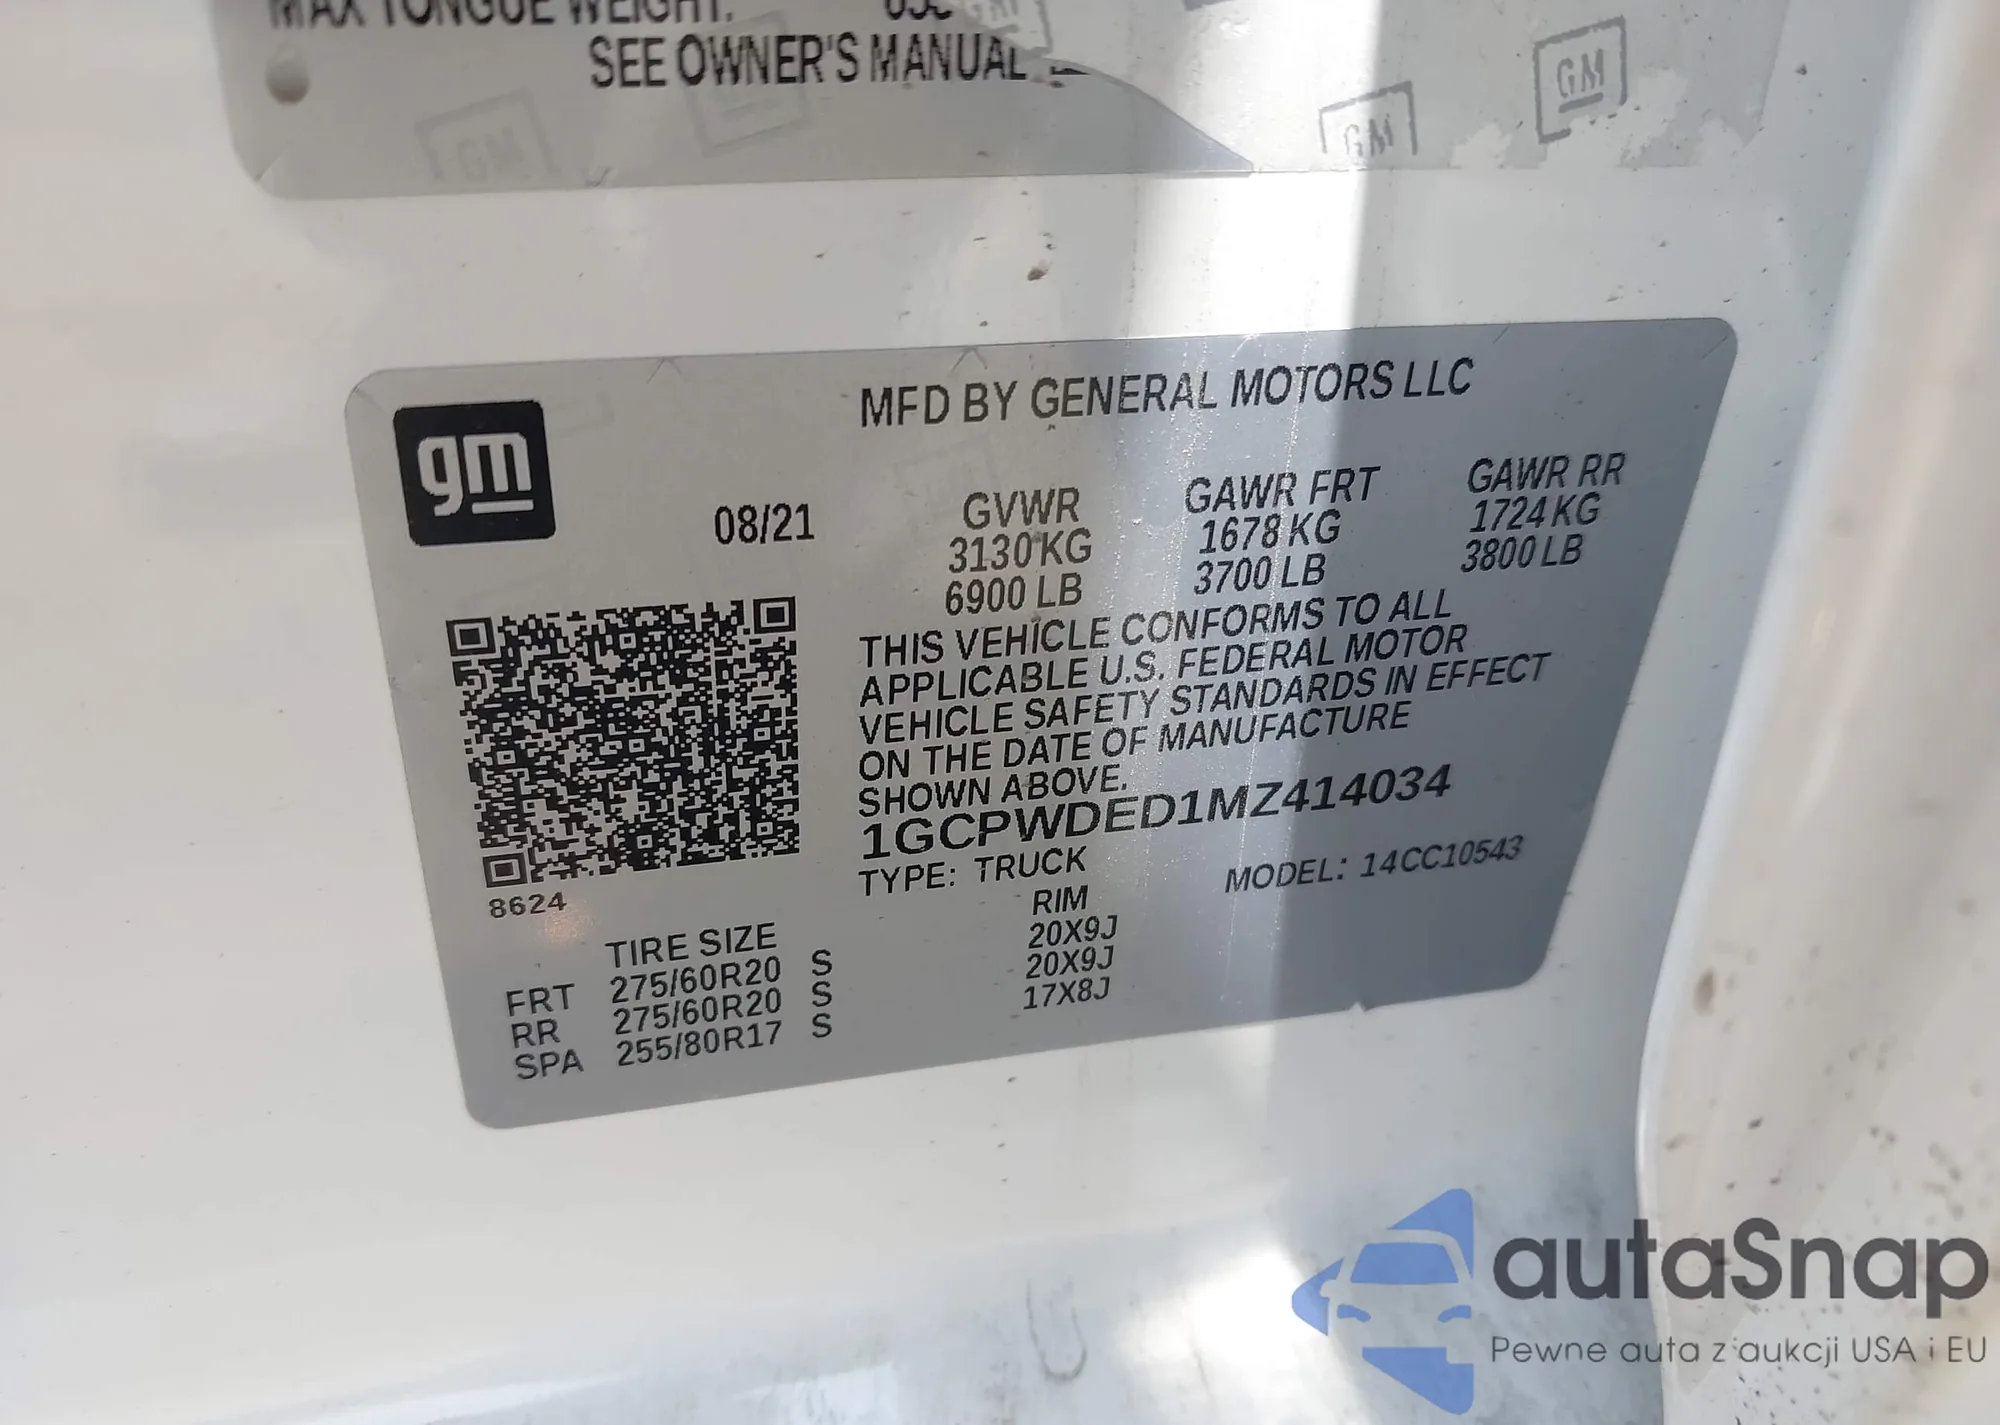 MAX TONGUE WEIGHT:
SEE OWNER'S MANUAL
GM
GM
GM
gm
MFD BY GENERAL MOTORS LLC
08/21
GVWR GAWR FRT GAWR RR
3130 KG 1678 KG 1724 KG
6900 LB 3700 LB 3800 LB
THIS VEHICLE CONFORMS TO ALL
APPLICABLE U.S. FEDERAL MOTOR
VEHICLE SAFETY STANDARDS IN EFFECT
ON THE DATE OF MANUFACTURE
SHOWN ABOVE.
1GCPWDED1MZ414034
TYPE: TRUCK MODEL: 14CC10543
8624
TIRE SIZE RIM
FRT 275/60R20 S 20X9J
RR 275/60R20 S 20X9J
SPA 255/80R17 S 17X8J
autaSnap
Pewne auta z aukcji USA i EU